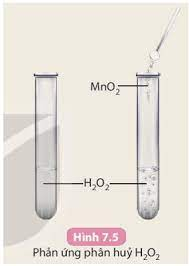 MnO₂
H₂O₂
Hình 7.5
Phản ứng phân huỷ H₂O₂